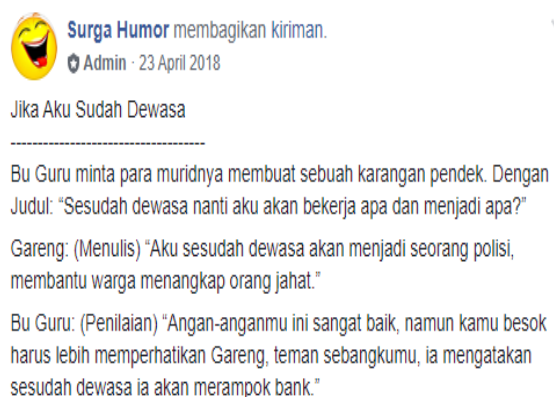 Surga Humor membagikan kiriman.
Admin · 23 April 2018
Jika Aku Sudah Dewasa
------------------------------------
Bu Guru minta para muridnya membuat sebuah karangan pendek. Dengan
Judul: “Sesudah dewasa nanti aku akan bekerja apa dan menjadi apa?”
Gareng: (Menulis) “Aku sesudah dewasa akan menjadi seorang polisi,
membantu warga menangkap orang jahat.”
Bu Guru: (Penilaian) “Angan-anganmu ini sangat baik, namun kamu besok
harus lebih memperhatikan Gareng, teman sebangkumu, ia mengatakan
sesudah dewasa ia akan merampok bank.”